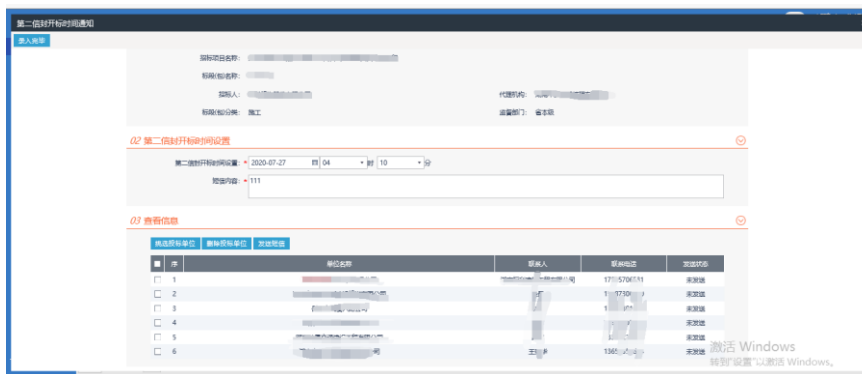 第二信封开标时间通知
录入完毕
招标项目名称：
标段(包)名称：
招标人：
代理机构：
标段(包)分类： 施工
监督部门： 省本级
02 第二信封开标时间设置
第二信封开标时间设置： * 2020-07-27 04 时 10 分
短信内容： * 111
03 查看信息
挑选投标单位 删除投标单位 发送短信
序 单位名称 联系人 联系电话 发送状态
1 未发送
2 未发送
3 未发送
4 未发送
5 未发送
6 未发送
激活 Windows
转到"设置"以激活 Windows。